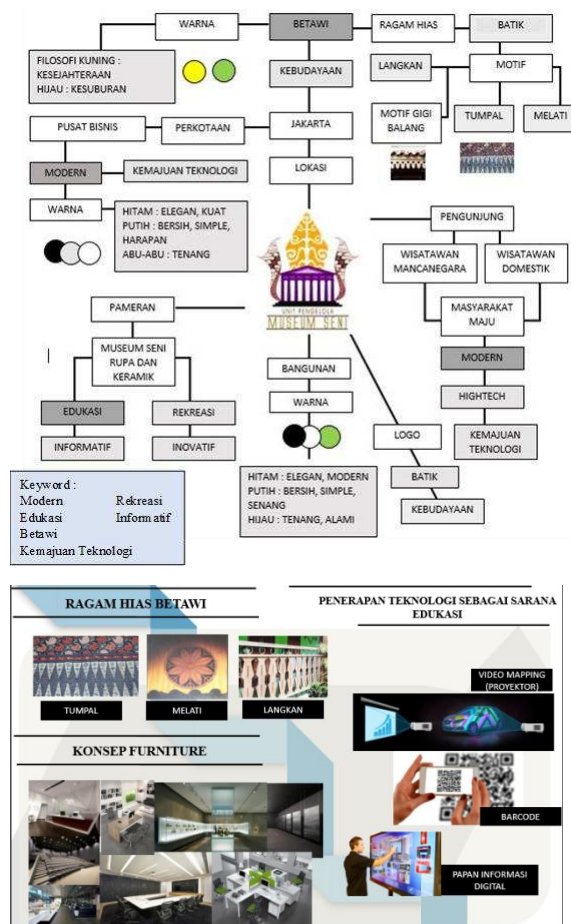 WARNA
BETAWI
RAGAM HIAS
BATIK
FILOSOFI KUNING :
KESEJAHTERAAN
HIJAU : KESUBURAN
KEBUDAYAAN
LANGKAN
MOTIF
MOTIF GIGI
BALANG
TUMPAL
MELATI
PUSAT BISNIS
PERKOTAAN
JAKARTA
MODERN
KEMAJUAN TEKNOLOGI
LOKASI
WARNA
HITAM : ELEGAN, KUAT
PUTIH : BERSIH, SIMPLE,
HARAPAN
ABU-ABU : TENANG
PENGUNJUNG
WISATAWAN
MANCANEGARA
WISATAWAN
DOMESTIK
UNIT PENGELOLA
MUSEUM SENI
PAMERAN
MASYARAKAT
MAJU
MUSEUM SENI
RUPA DAN
KERAMIK
BANGUNAN
MODERN
WARNA
HIGHTECH
EDUKASI
REKREASI
INFORMATIF
INOVATIF
LOGO
KEMAJUAN
TEKNOLOGI
HITAM : ELEGAN, MODERN
PUTIH : BERSIH, SIMPLE,
SENANG
HIJAU : TENANG, ALAMI
BATIK
KEBUDAYAAN
Keyword :
Modern Rekreasi
Edukasi Informatif
Betawi
Kemajuan Teknologi
RAGAM HIAS BETAWI
TUMPAL
MELATI
LANGKAN
KONSEP FURNITURE
PENERAPAN TEKNOLOGI SEBAGAI SARANA
EDUKASI
VIDEO MAPPING
(PROYEKTOR)
BARCODE
PAPAN INFORMASI
DIGITAL